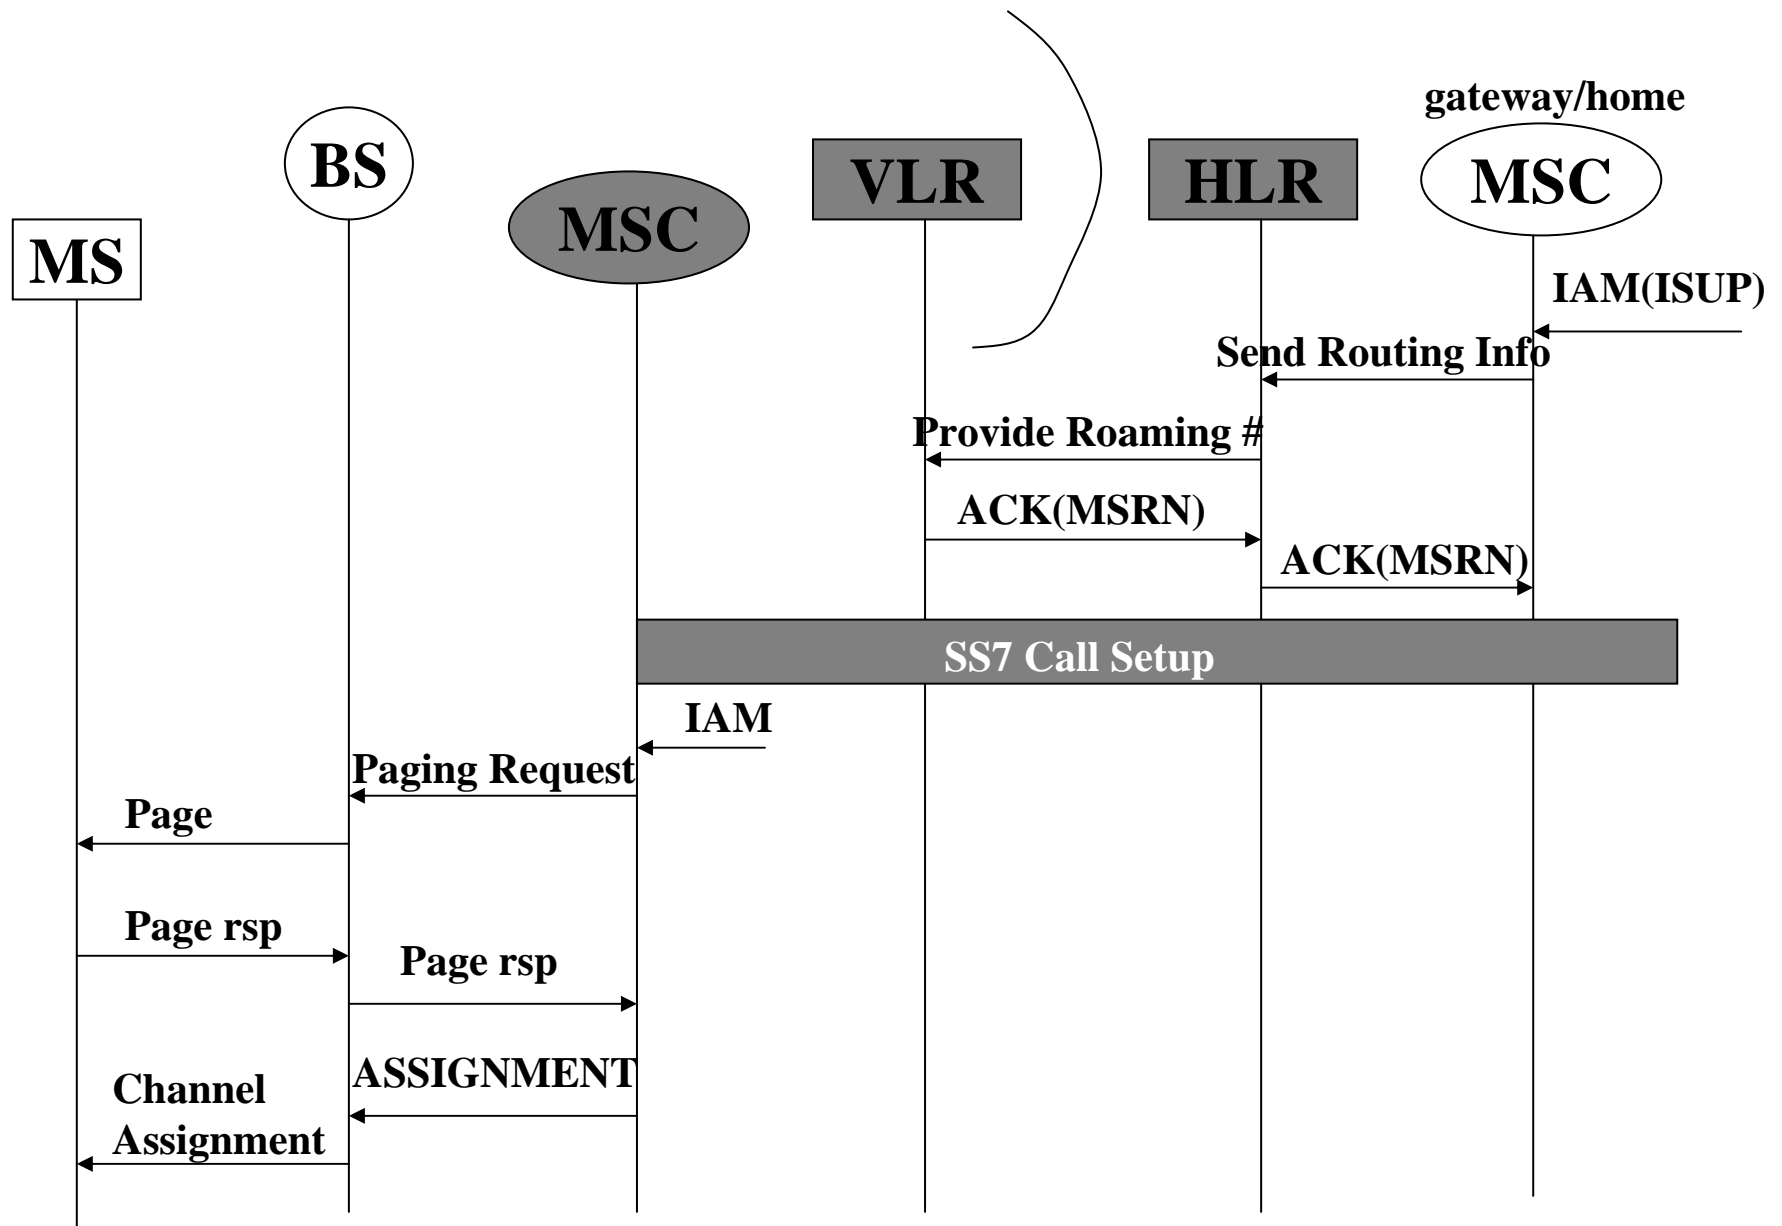 gateway/home
BS
VLR
HLR
MSC
MSC
MS
IAM(ISUP)
Send Routing Info
Provide Roaming #
ACK(MSRN)
ACK(MSRN)
SS7 Call Setup
IAM
Paging Request
Page
Page rsp
Page rsp
ASSIGNMENT
Channel
Assignment